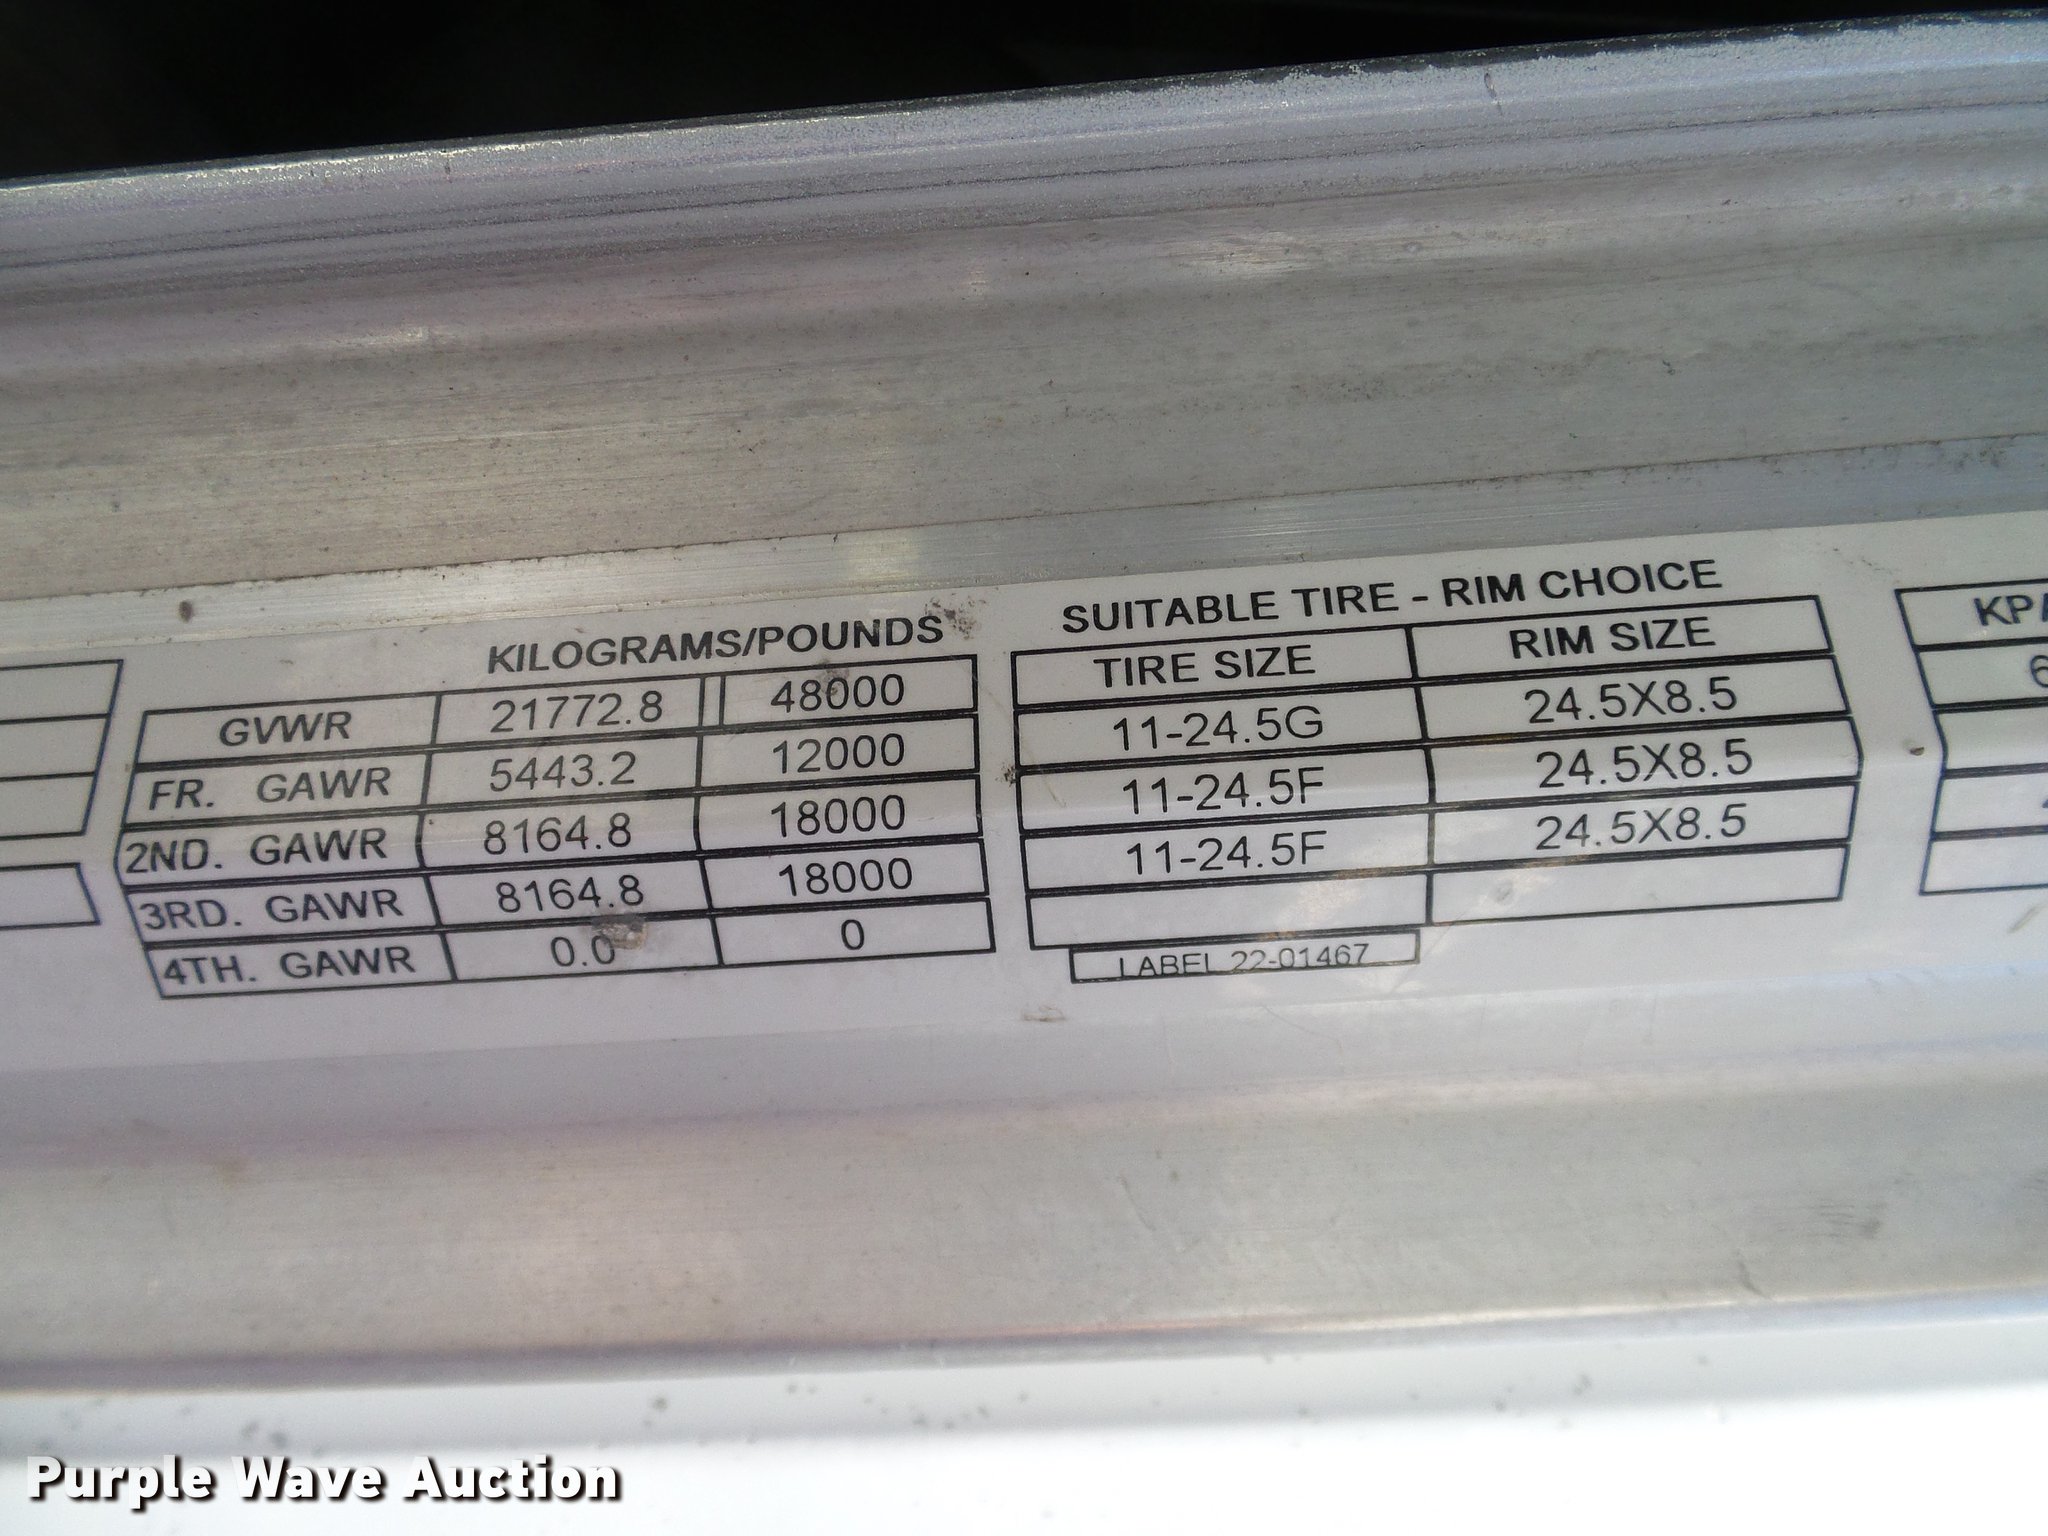 KILOGRAMS/POUNDS
GVWR 21772.8 48000
FR. GAWR 5443.2 12000
2ND. GAWR 8164.8 18000
3RD. GAWR 8164.8 18000
4TH. GAWR 0.0 0
SUITABLE TIRE - RIM CHOICE
TIRE SIZE RIM SIZE
11-24.5G 24.5X8.5
11-24.5F 24.5X8.5
11-24.5F 24.5X8.5
LABEL 22-01467
Purple Wave Auction